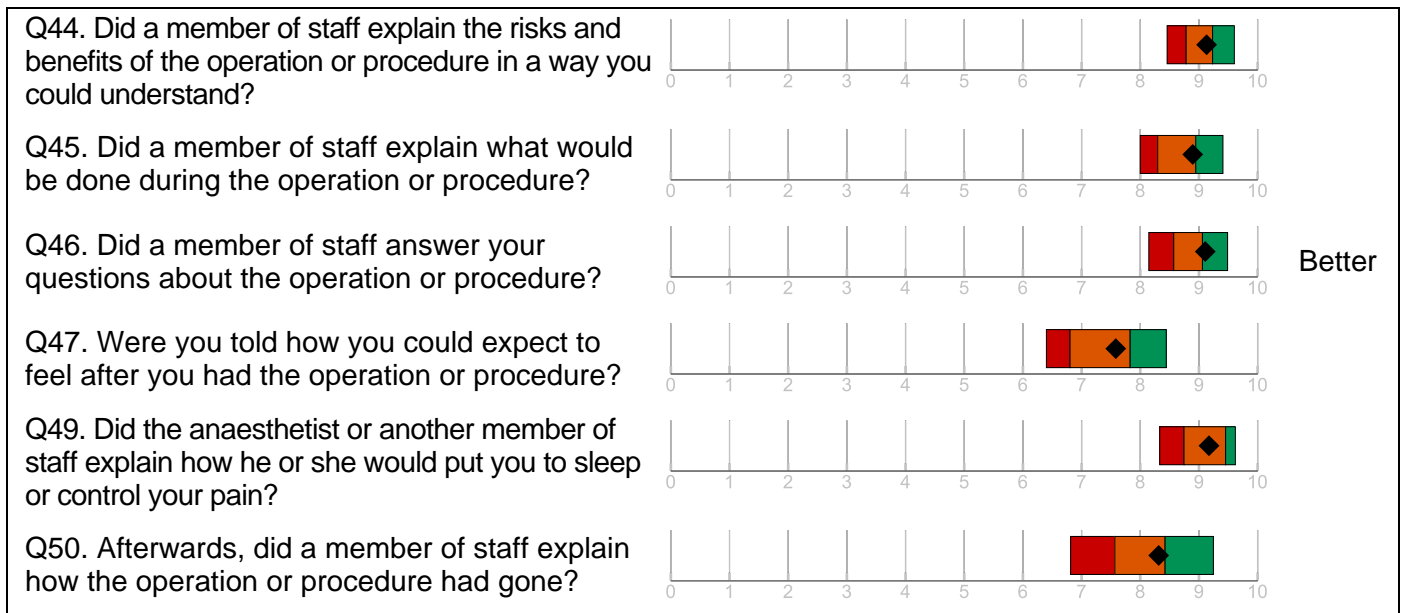 Q44. Did a member of staff explain the risks and
benefits of the operation or procedure in a way you
could understand?
0 1 2 3 4 5 6 7 8 9 10
Q45. Did a member of staff explain what would
be done during the operation or procedure?
0 1 2 3 4 5 6 7 8 9 10
Q46. Did a member of staff answer your
questions about the operation or procedure?
Better
0 1 2 3 4 5 6 7 8 9 10
Q47. Were you told how you could expect to
feel after you had the operation or procedure?
0 1 2 3 4 5 6 7 8 9 10
Q49. Did the anaesthetist or another member of
staff explain how he or she would put you to sleep
or control your pain?
0 1 2 3 4 5 6 7 8 9 10
Q50. Afterwards, did a member of staff explain
how the operation or procedure had gone?
0 1 2 3 4 5 6 7 8 9 10